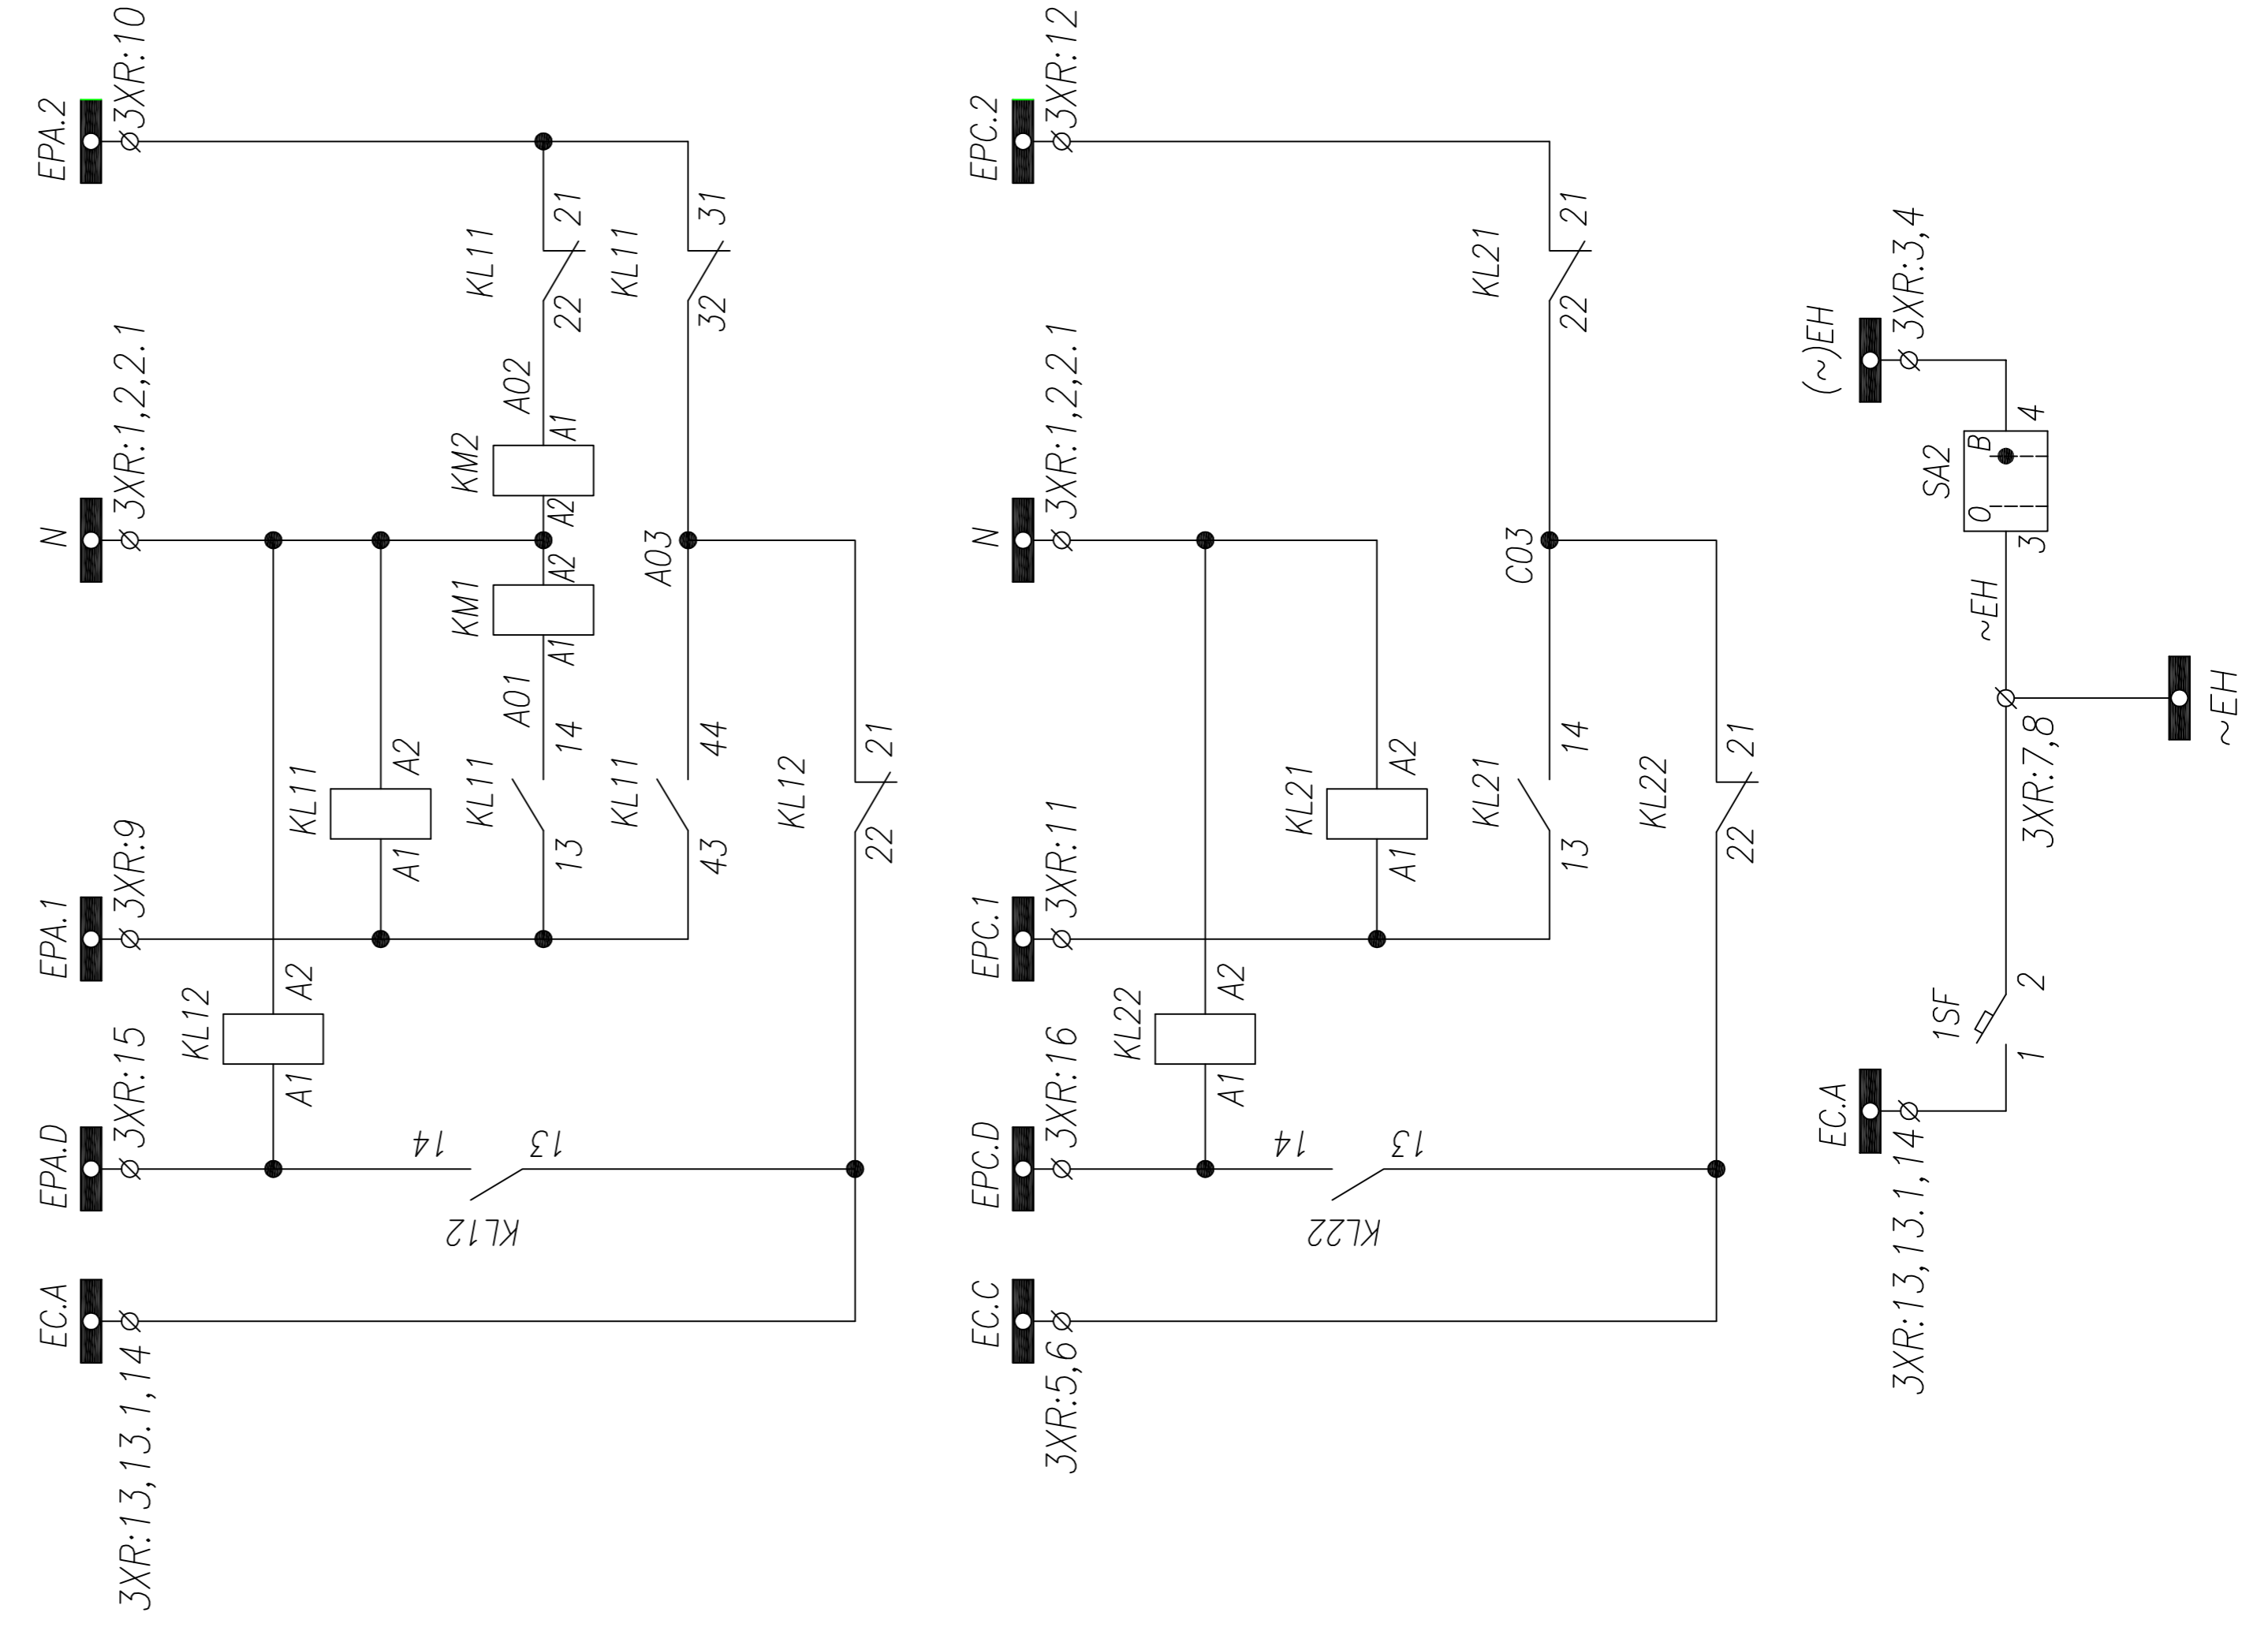 EC.A
EPA.D
EPA.1
N
EPA.2
3XR:13,13.1,14
3XR:15
3XR:9
3XR:1,2,2.1
3XR:10
KL12
A1
A2
KL11
A1
A2
14
KL12
13
KL11
KM1
KM2
KL11
A01
A02
13
14
A1
A2
A2
A1
22
21
KL11
KL11
A03
43
44
32
31
KL12
22
21
EC.C
EPC.D
EPC.1
N
EPC.2
3XR:5,6
3XR:16
3XR:11
3XR:1,2,2.1
3XR:12
KL22
A1
A2
KL21
A1
A2
14
KL22
13
KL21
KL21
C03
13
14
22
21
KL22
22
21
EC.A
(~)EH
3XR:13,13.1,14
3XR:3,4
1SF
SA2
~EH
O
B
1
2
3XR:7,8
3
4
~EH